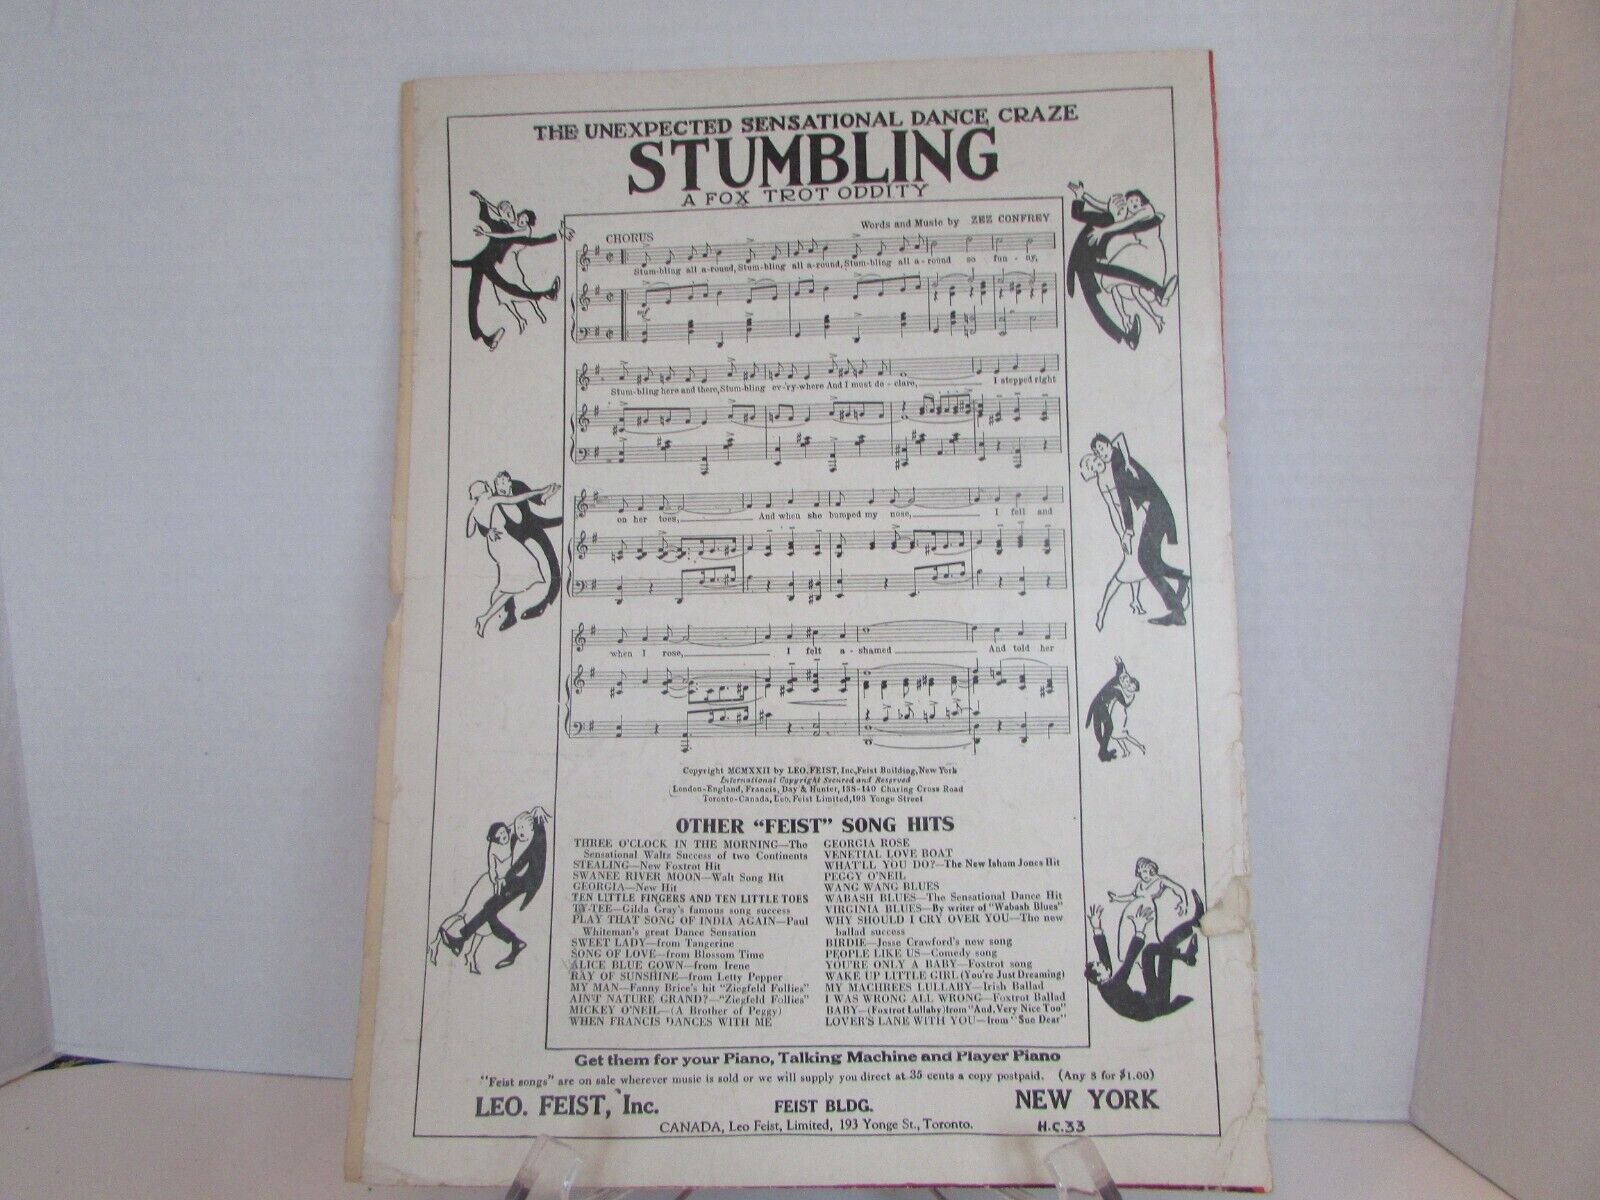 THE UNEXPECTED SENSATIONAL DANCE CRAZE
STUMBLING
A FOX TROT ODDITY
Words and Music by ZEZ CONFREY
CHORUS
Stum-bling all a-round, Stum-bling all a-round, Stum-bling all a-round so fun-ny,
Stum-bling here and there, Stum-bling ev-'ry-where And I must de-clare, I stepped right
on her toes, And when she bumped my nose, I fell and
when I rose, I felt a-shamed And told her
Copyright MCMXXII by LEO. FEIST, Inc., Feist Building, New York
International Copyright Secured and Reserved
London-England, Francis, Day & Hunter, 138-140 Charing Cross Road
Toronto-Canada, Leo. Feist Limited, 193 Yonge Street
OTHER "FEIST" SONG HITS
THREE O'CLOCK IN THE MORNING—The
Sensational Waltz Success of two Continents
STEALING—New Foxtrot Hit
SWANEE RIVER MOON—Walt Song Hit
GEORGIA—New Hit
TEN LITTLE FINGERS AND TEN LITTLE TOES
TY-TEE—Gilda Gray's famous song success
PLAY THAT SONG OF INDIA AGAIN—Paul
Whiteman's great Dance Sensation
SWEET LADY—from Tangerine
SONG OF LOVE—from Blossom Time
ALICE BLUE GOWN—from Irene
RAY OF SUNSHINE—from Letty Pepper
MY MAN—Fanny Brice's hit "Ziegfeld Follies"
AIN'T NATURE GRAND?—"Ziegfeld Follies"
MICKEY O'NEIL—(A Brother of Peggy)
WHEN FRANCIS DANCES WITH ME
GEORGIA ROSE
VENETIAL LOVE BOAT
WHAT'LL YOU DO?—The New Isham Jones Hit
PEGGY O'NEIL
WANG WANG BLUES
WABASH BLUES—The Sensational Dance Hit
VIRGINIA BLUES—By writer of "Wabash Blues"
WHY SHOULD I CRY OVER YOU—The new
ballad success
BIRDIE—Jesse Crawford's new song
PEOPLE LIKE US—Comedy song
YOU'RE ONLY A BABY—Foxtrot song
WAKE UP LITTLE GIRL (You're Just Dreaming)
MY MACHREES LULLABY—Irish Ballad
I WAS WRONG ALL WRONG—Foxtrot Ballad
BABY—(Foxtrot Lullaby) from "And, Very Nice Too"
LOVER'S LANE WITH YOU—from "Sue Dear"
Get them for your Piano, Talking Machine and Player Piano
"Feist songs" are on sale wherever music is sold or we will supply you direct at 35 cents a copy postpaid. (Any 3 for $1.00)
LEO. FEIST, Inc. FEIST BLDG. NEW YORK
CANADA, Leo Feist, Limited, 193 Yonge St., Toronto. H.C.33